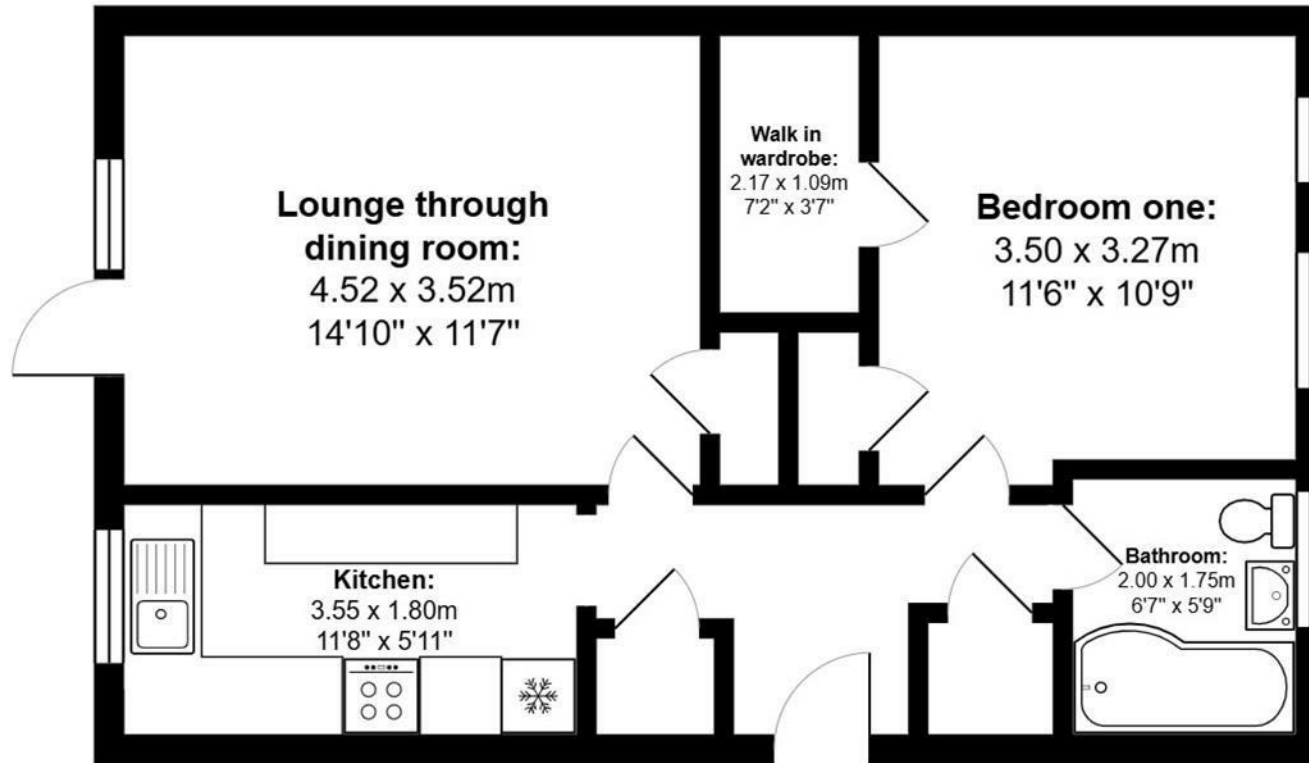 Lounge through
dining room:
4.52 x 3.52m
14'10" x 11'7"
Walk in
wardrobe:
2.17 x 1.09m
7'2" x 3'7"
Bedroom one:
3.50 x 3.27m
11'6" x 10'9"
Kitchen:
3.55 x 1.80m
11'8" x 5'11"
Bathroom:
2.00 x 1.75m
6'7" x 5'9"